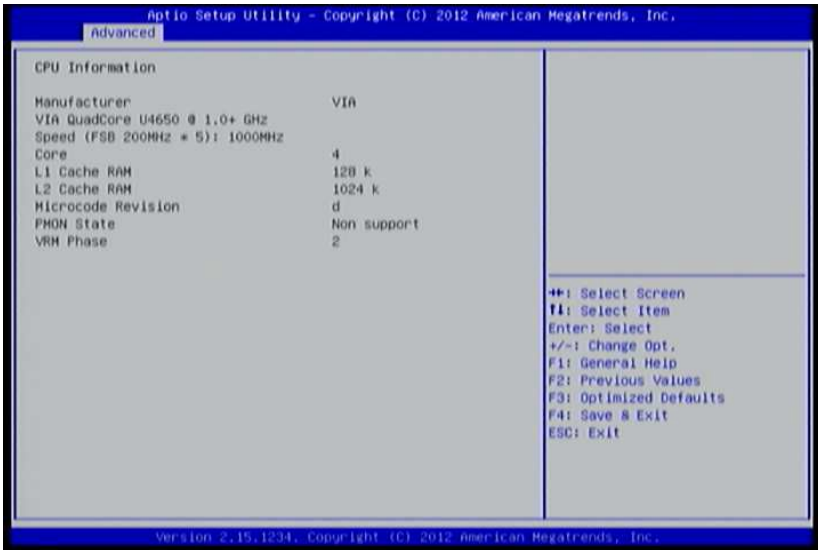 Aptio Setup Utility - Copyright (C) 2012 American Megatrends, Inc.
Advanced
CPU Information
Manufacturer VIA
VIA QuadCore U4650 @ 1.0+ GHz
Speed (FSB 200MHz * 5): 1000MHz
Core 4
L1 Cache RAM 128 k
L2 Cache RAM 1024 k
Microcode Revision d
PMON State Non support
VRM Phase 2
→←: Select Screen
↑↓: Select Item
Enter: Select
+/-: Change Opt.
F1: General Help
F2: Previous Values
F3: Optimized Defaults
F4: Save & Exit
ESC: Exit
Version 2.15.1234. Copyright (C) 2012 American Megatrends, Inc.